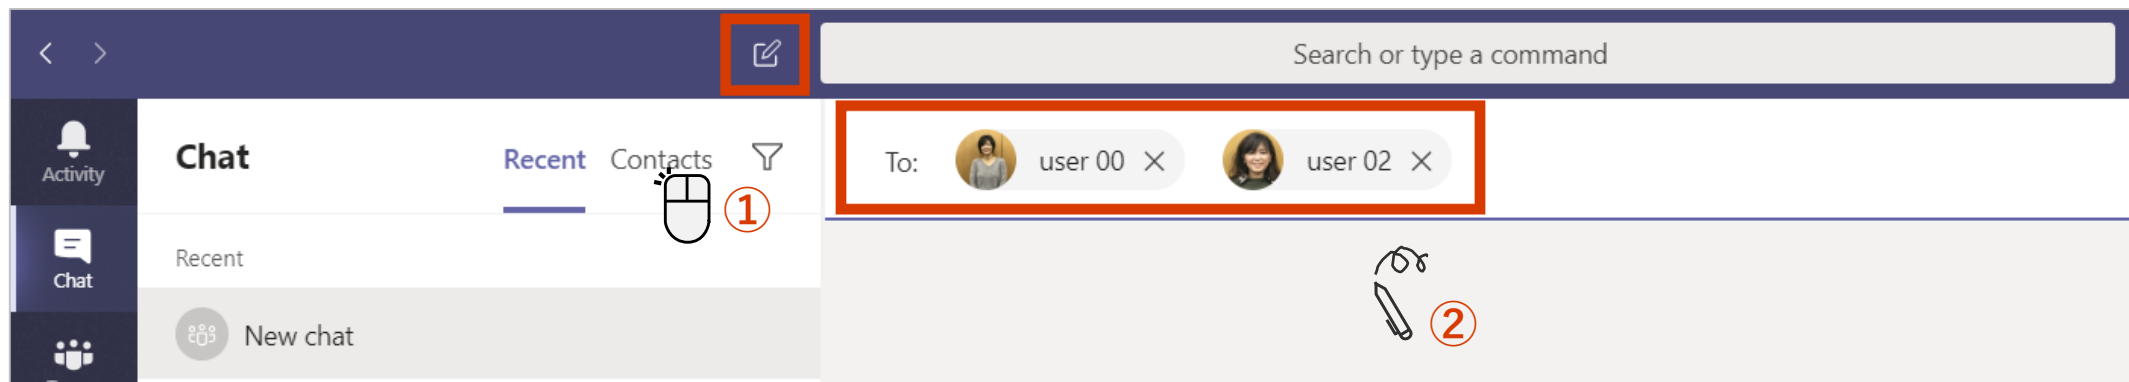 Search or type a command
Activity
Chat
Recent Contacts
To: user 00 user 02
①
Recent
Chat
New chat
②